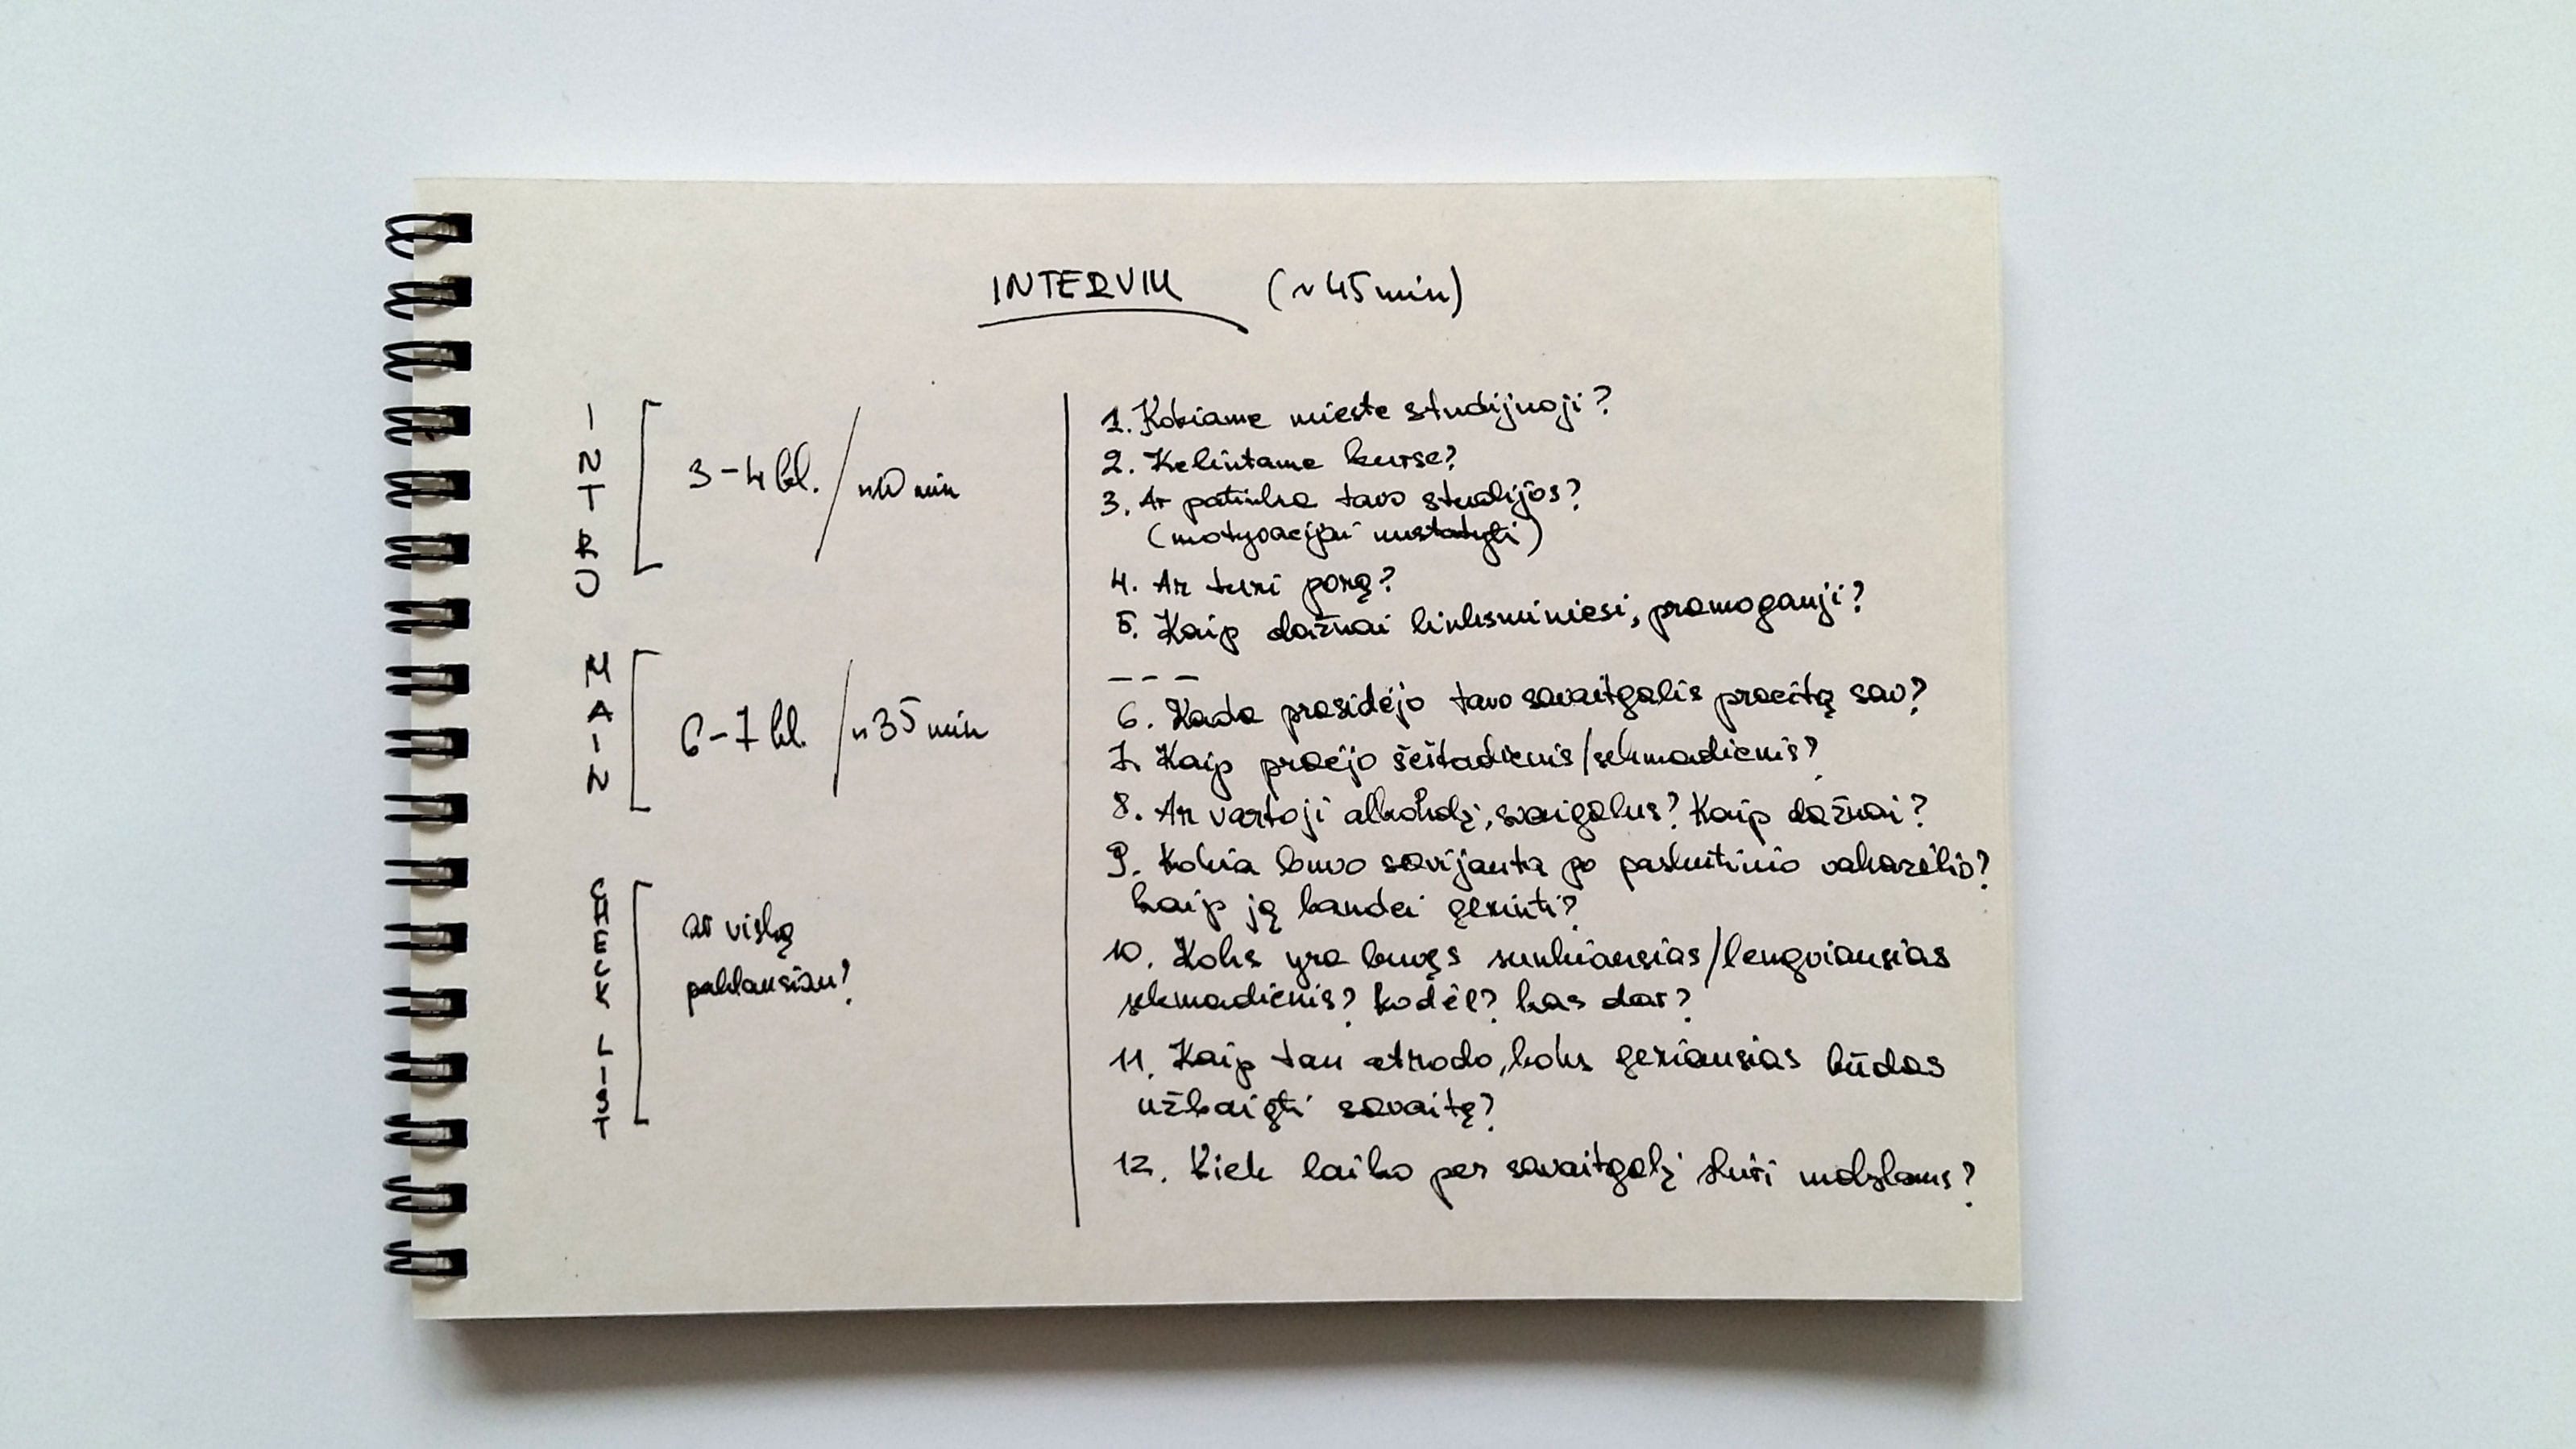 INTERVIU (~45min)
INTRO
3-4 kl. / ~10 min
MAIN
6-7 kl. / ~35 min
CHECK LIST
ar viską
paklausiau?
1. Kokiame mieste studijuoji?
2. Kelintame kurse?
3. Ar patinka tavo studijos?
(motyvacijai nustatyti)
4. Ar turi porą?
5. Kaip dažnai linksminiesi, pramogauji?
---
6. Kada prasidėjo tavo savaitgalis praeitą sav?
7. Kaip praėjo šeštadienis/sekmadienis?
8. Ar vartoji alkoholį, svaigalus? Kaip dažnai?
9. Kokia buvo savijauta po paskutinio vakarėlio?
kaip ją bandei gerinti?
10. Koks yra buvęs sunkiausias/lengviausias
sekmadienis? kodėl? kas dar?
11. Kaip tau atrodo, koks geriausias būdas
užbaigti savaitę?
12. Kiek laiko per savaitgalį skiri mokslams?